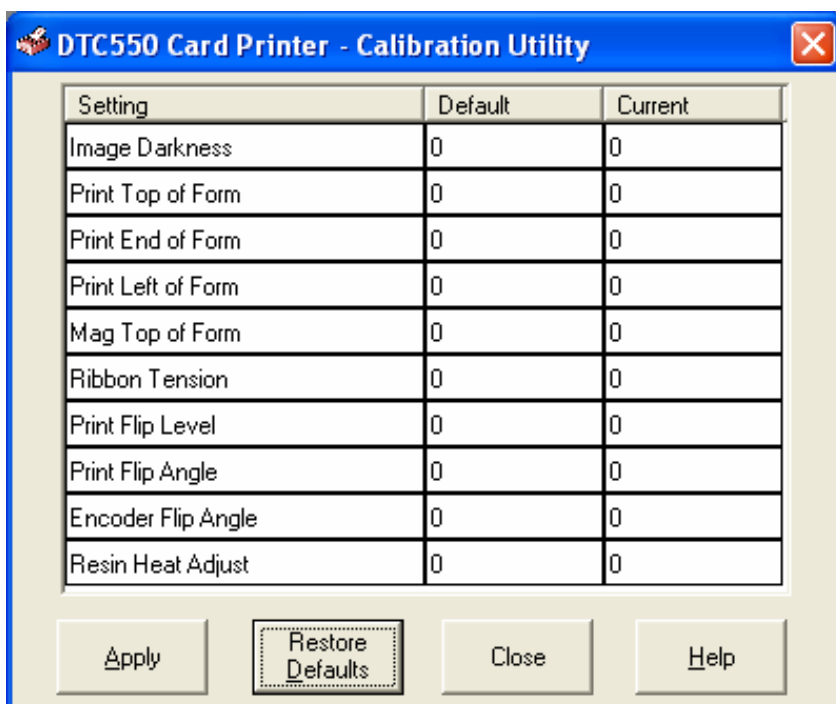 DTC550 Card Printer - Calibration Utility
Setting Default Current
Image Darkness 0 0
Print Top of Form 0 0
Print End of Form 0 0
Print Left of Form 0 0
Mag Top of Form 0 0
Ribbon Tension 0 0
Print Flip Level 0 0
Print Flip Angle 0 0
Encoder Flip Angle 0 0
Resin Heat Adjust 0 0
Apply Restore Defaults Close Help